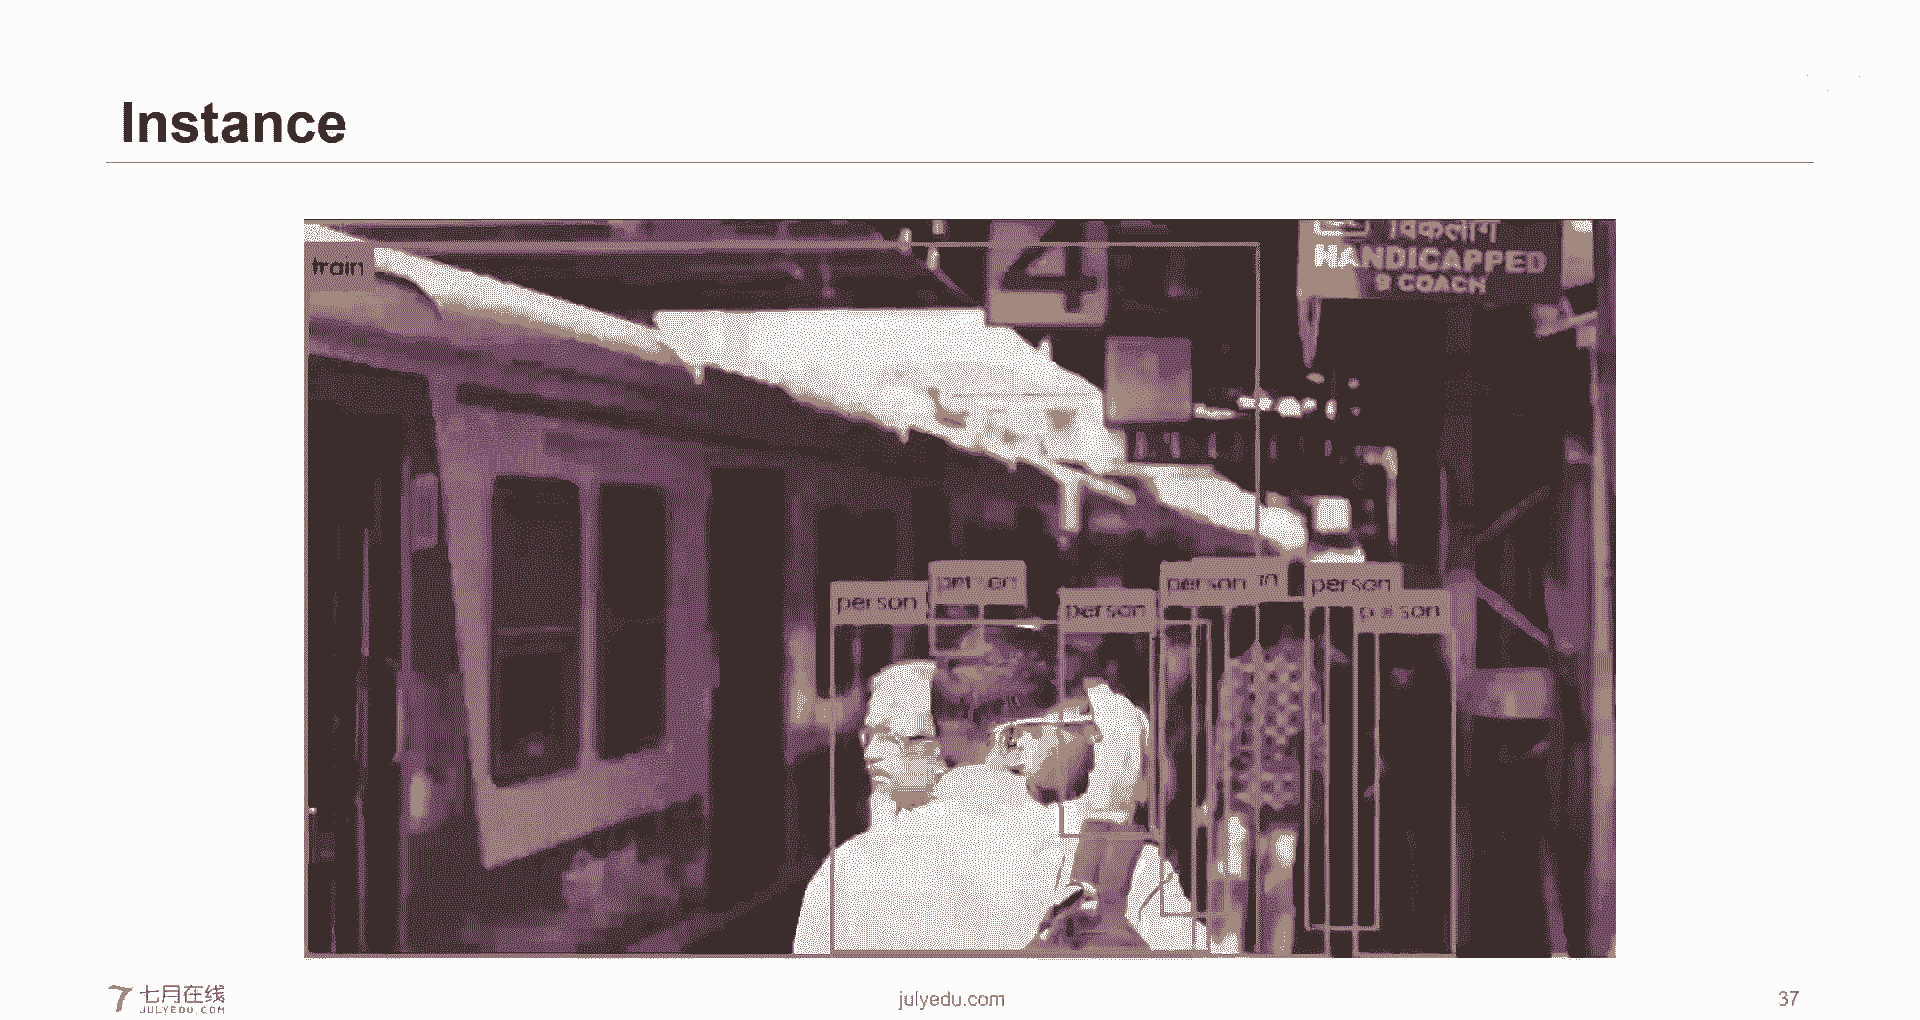 Instance
विकलांग
HANDICAPPED
9 COACH
4
train
person
person
person
person
person
person
七月在线
JULYEDU.COM
julyedu.com
37